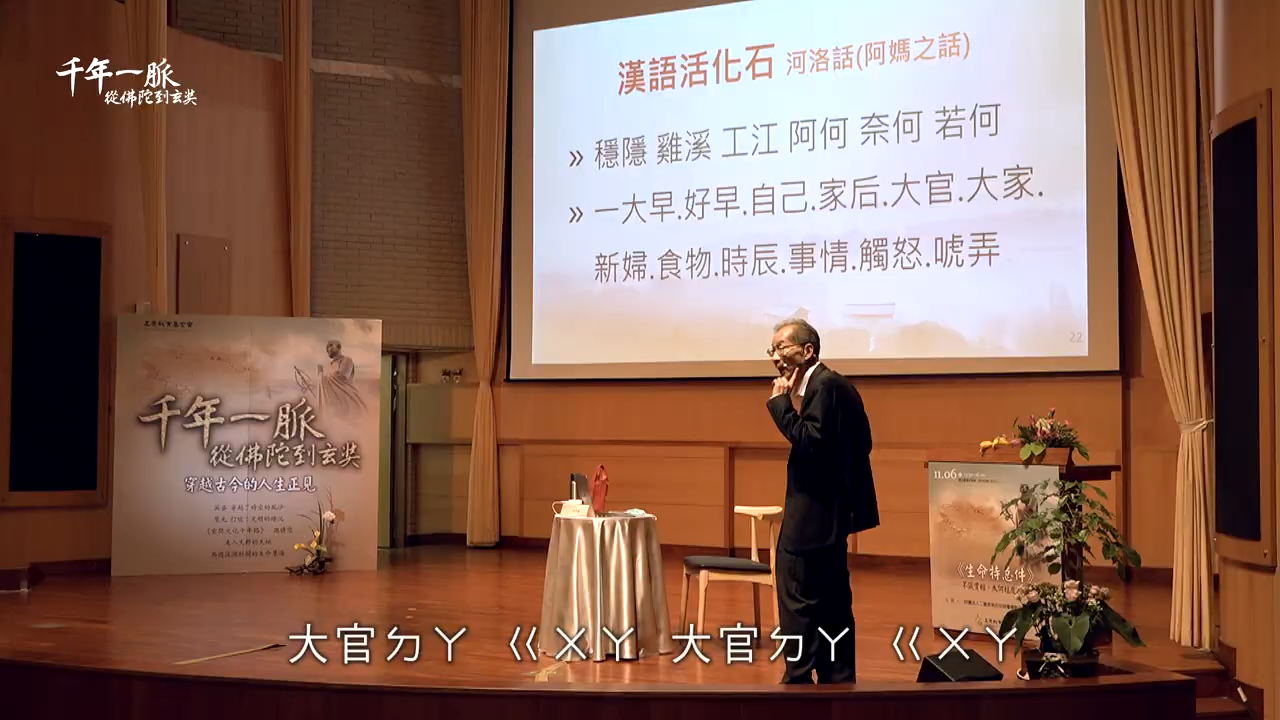 千年一脈
從佛陀到玄奘
漢語活化石 河洛話(阿媽之話)
» 穩隱 雞溪 工江 阿何 奈何 若何
» 一大早.好早.自己.家后.大官.大家.
新婦.食物.時辰.事情.觸怒.唬弄
22
千年一脈
從佛陀到玄奘
穿越古今的人生正見
11.06
《生命特急件》
大官ㄉㄚ ㄍㄨㄚ 大官ㄉㄚ ㄍㄨㄚ